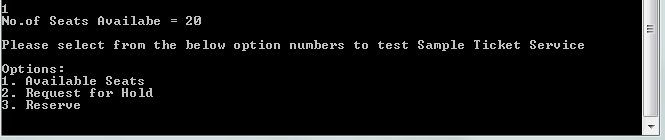 1
No.of Seats Availabe = 20
Please select from the below option numbers to test Sample Ticket Service
Options:
1. Available Seats
2. Request for Hold
3. Reserve